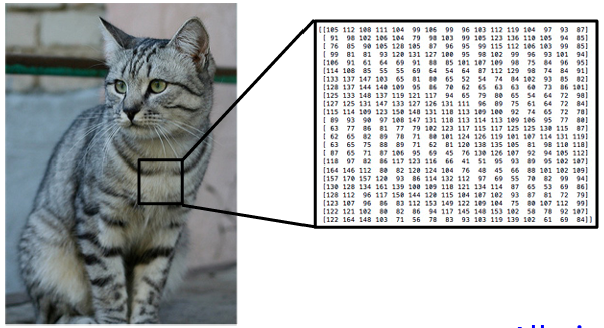 [[105 112 108 111 104 99 106 99 96 103 112 119 104 97 93 87]
[ 91 98 102 106 104 79 98 103 99 105 123 136 110 105 94 85]
[ 76 85 90 105 128 105 87 96 95 99 115 112 106 103 99 85]
[ 99 81 81 93 120 131 127 100 95 98 102 99 96 93 101 94]
[106 91 61 64 69 91 88 85 101 107 109 98 75 84 96 95]
[114 108 85 55 55 69 64 54 64 87 112 129 98 74 84 91]
[133 137 147 103 65 81 80 65 52 54 74 84 102 93 85 82]
[128 137 144 140 109 95 86 70 62 65 63 63 60 73 86 101]
[125 133 148 137 119 121 117 94 65 79 80 65 54 64 72 98]
[127 125 131 147 133 127 126 131 111 96 89 75 61 64 72 84]
[115 114 109 123 150 148 131 118 113 109 100 92 74 65 72 78]
[ 89 93 90 97 108 147 131 118 113 114 113 109 106 95 77 80]
[ 63 77 86 81 77 79 102 123 117 115 117 125 125 130 115 87]
[ 62 65 82 89 78 71 80 101 124 126 119 101 107 114 131 119]
[ 63 65 75 88 89 71 62 81 120 138 135 105 81 98 110 118]
[ 87 65 71 87 106 95 69 45 76 130 126 107 92 94 105 112]
[118 97 82 86 117 123 116 66 41 51 95 93 89 95 102 107]
[164 146 112 80 82 120 124 104 76 48 45 66 88 101 102 109]
[157 170 157 120 93 86 114 132 112 97 69 55 70 82 99 94]
[130 128 134 161 139 100 109 118 121 134 114 87 65 53 69 86]
[128 112 96 117 150 144 120 115 104 107 102 93 87 81 72 79]
[123 107 96 86 83 112 153 149 122 109 104 75 80 107 112 99]
[122 121 102 80 82 86 94 117 145 148 153 102 58 78 92 107]
[122 164 148 103 71 56 78 83 93 103 119 139 102 61 69 84]]